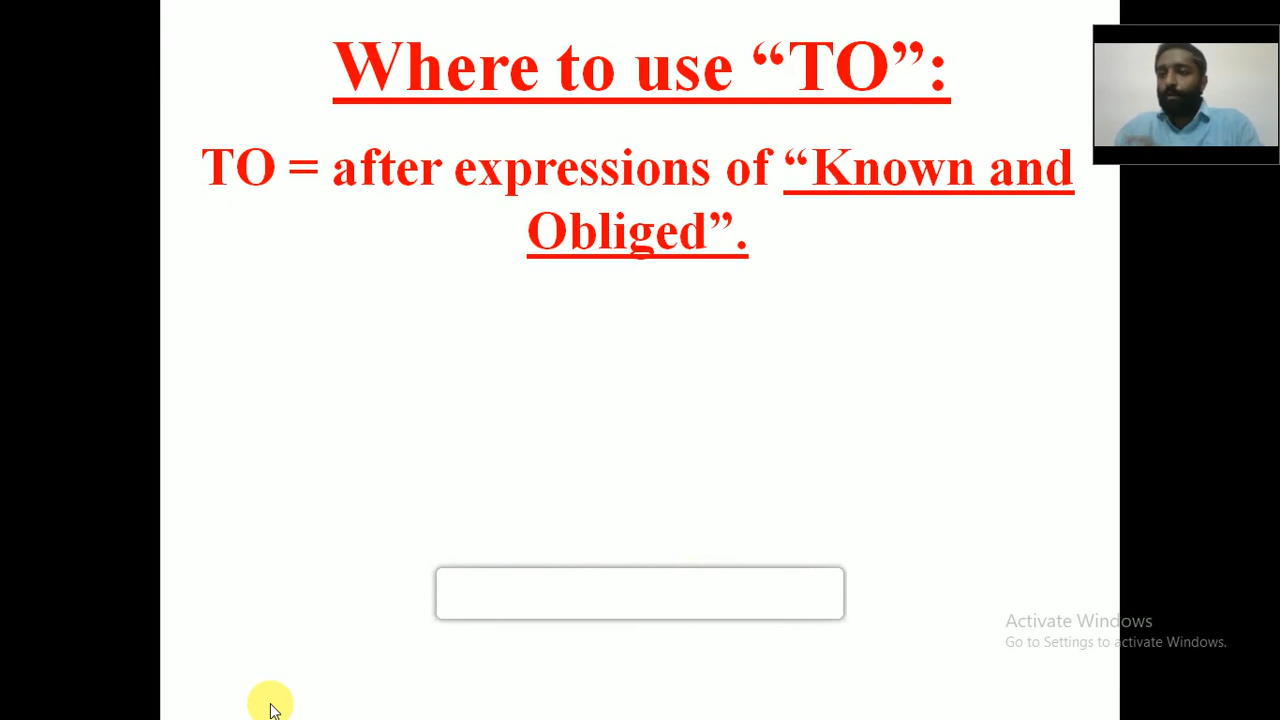 Where to use “TO”:
TO = after expressions of “Known and
Obliged”.
Activate Windows
Go to Settings to activate Windows.